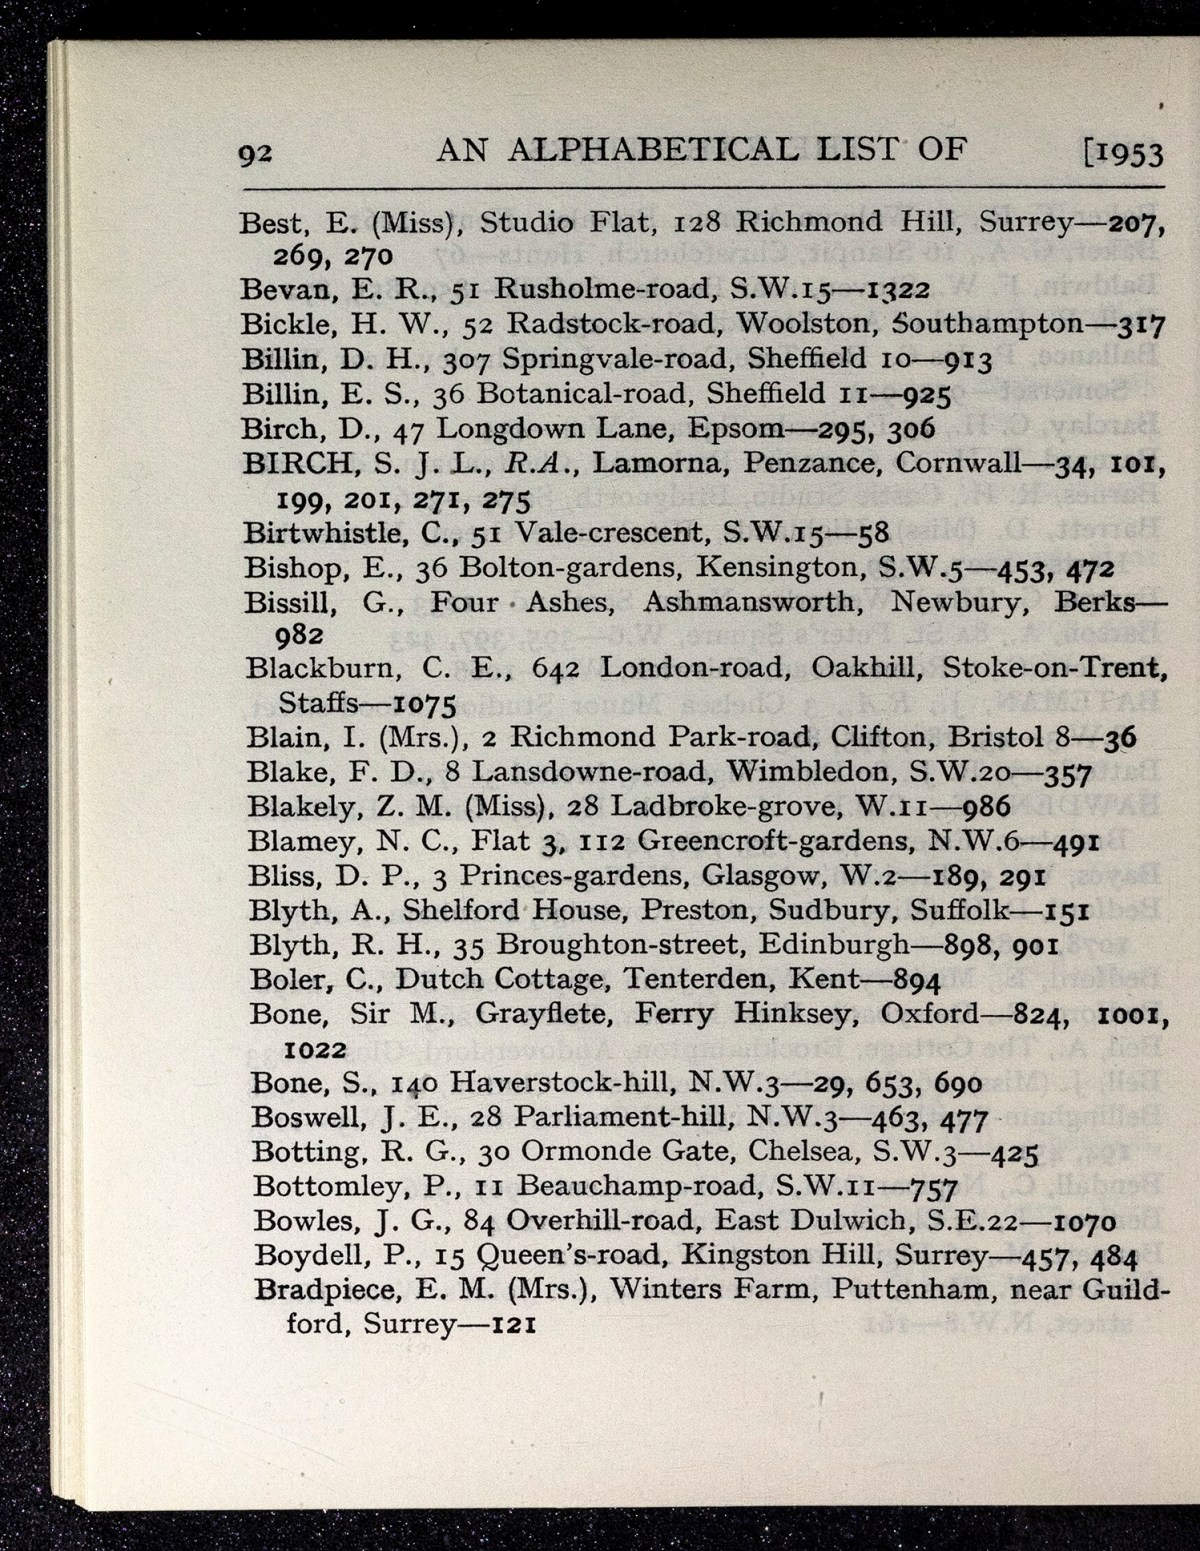 92 AN ALPHABETICAL LIST OF [1953
Best, E. (Miss), Studio Flat, 128 Richmond Hill, Surrey—207,
269, 270
Bevan, E. R., 51 Rusholme-road, S.W.15—1322
Bickle, H. W., 52 Radstock-road, Woolston, Southampton—317
Billin, D. H., 307 Springvale-road, Sheffield 10—913
Billin, E. S., 36 Botanical-road, Sheffield 11—925
Birch, D., 47 Longdown Lane, Epsom—295, 306
BIRCH, S. J. L., R.A., Lamorna, Penzance, Cornwall—34, 101,
199, 201, 271, 275
Birtwhistle, C., 51 Vale-crescent, S.W.15—58
Bishop, E., 36 Bolton-gardens, Kensington, S.W.5—453, 472
Bissill, G., Four Ashes, Ashmansworth, Newbury, Berks—
982
Blackburn, C. E., 642 London-road, Oakhill, Stoke-on-Trent,
Staffs—1075
Blain, I. (Mrs.), 2 Richmond Park-road, Clifton, Bristol 8—36
Blake, F. D., 8 Lansdowne-road, Wimbledon, S.W.20—357
Blakely, Z. M. (Miss), 28 Ladbroke-grove, W.11—986
Blamey, N. C., Flat 3, 112 Greencroft-gardens, N.W.6—491
Bliss, D. P., 3 Princes-gardens, Glasgow, W.2—189, 291
Blyth, A., Shelford House, Preston, Sudbury, Suffolk—151
Blyth, R. H., 35 Broughton-street, Edinburgh—898, 901
Boler, C., Dutch Cottage, Tenterden, Kent—894
Bone, Sir M., Grayflete, Ferry Hinksey, Oxford—824, 1001,
1022
Bone, S., 140 Haverstock-hill, N.W.3—29, 653, 690
Boswell, J. E., 28 Parliament-hill, N.W.3—463, 477
Botting, R. G., 30 Ormonde Gate, Chelsea, S.W.3—425
Bottomley, P., 11 Beauchamp-road, S.W.11—757
Bowles, J. G., 84 Overhill-road, East Dulwich, S.E.22—1070
Boydell, P., 15 Queen's-road, Kingston Hill, Surrey—457, 484
Bradpiece, E. M. (Mrs.), Winters Farm, Puttenham, near Guild-
ford, Surrey—121